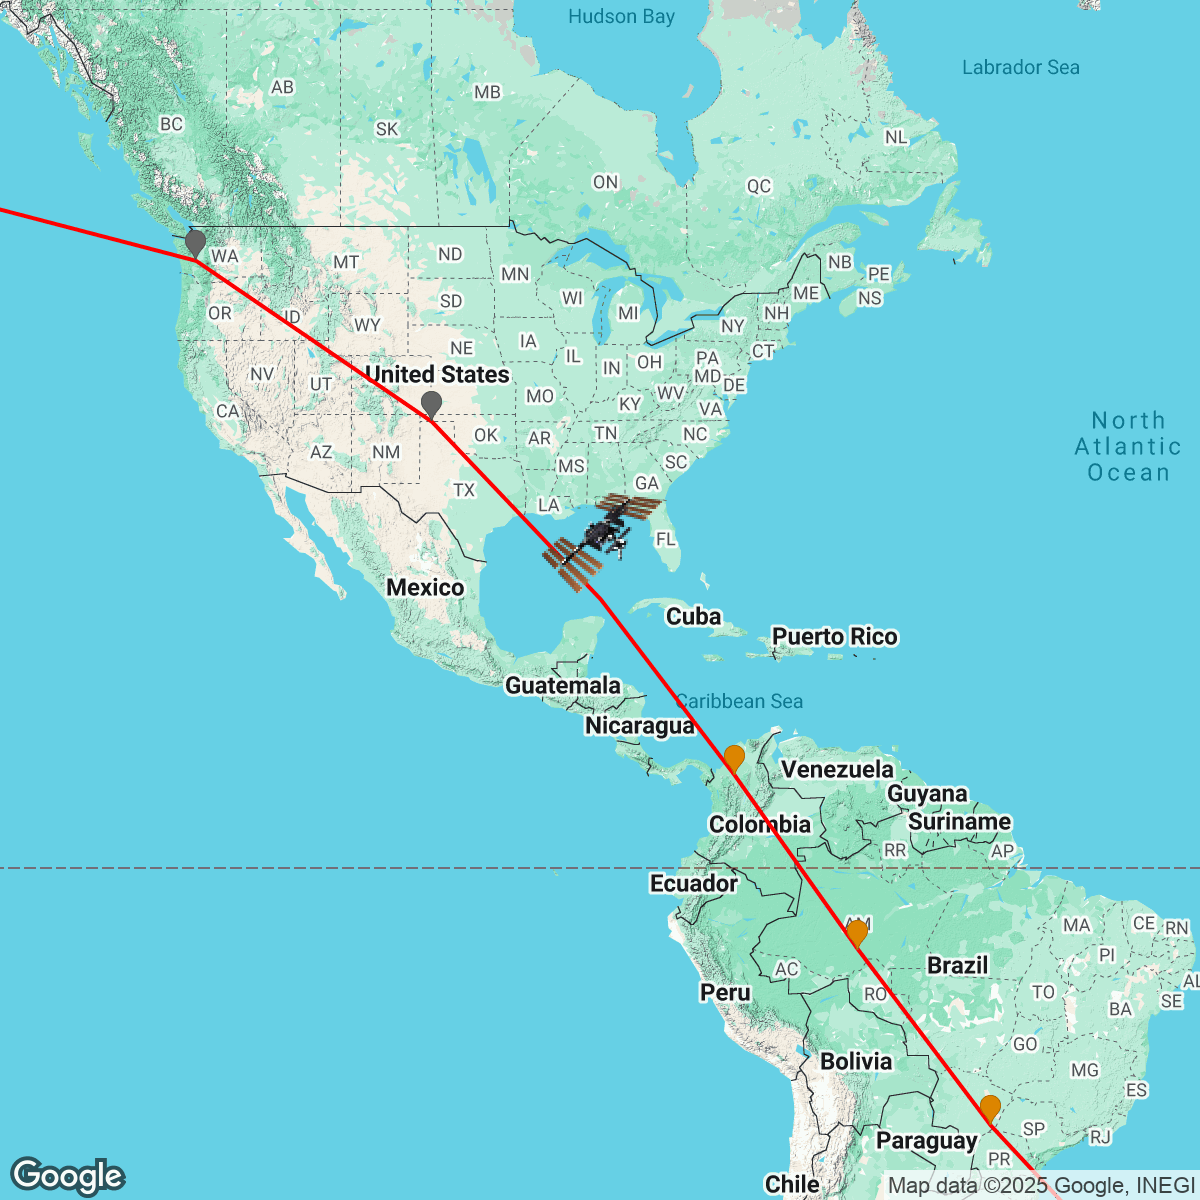 Hudson Bay
Labrador Sea
AB
MB
BC
SK
NL
ON
QC
WA
MT
ND
MN
NB
PE
NS
ME
OR
ID
WY
SD
WI
MI
NY
NH
NE
IA
IL
IN
OH
PA
CT
NV
UT
United States
MO
KY
WV
MD
DE
VA
CA
AZ
NM
OK
AR
TN
NC
SC
MS
TX
LA
GA
FL
North
Atlantic
Ocean
Mexico
Cuba
Puerto Rico
Guatemala
Caribbean Sea
Nicaragua
Venezuela
Guyana
Suriname
Colombia
RR
AP
Ecuador
AM
MA
CE
RN
PI
Brazil
AC
Peru
RO
TO
BA
SE
AL
GO
Bolivia
MG
ES
Paraguay
SP
RJ
PR
Chile
Google
Map data ©2025 Google, INEGI